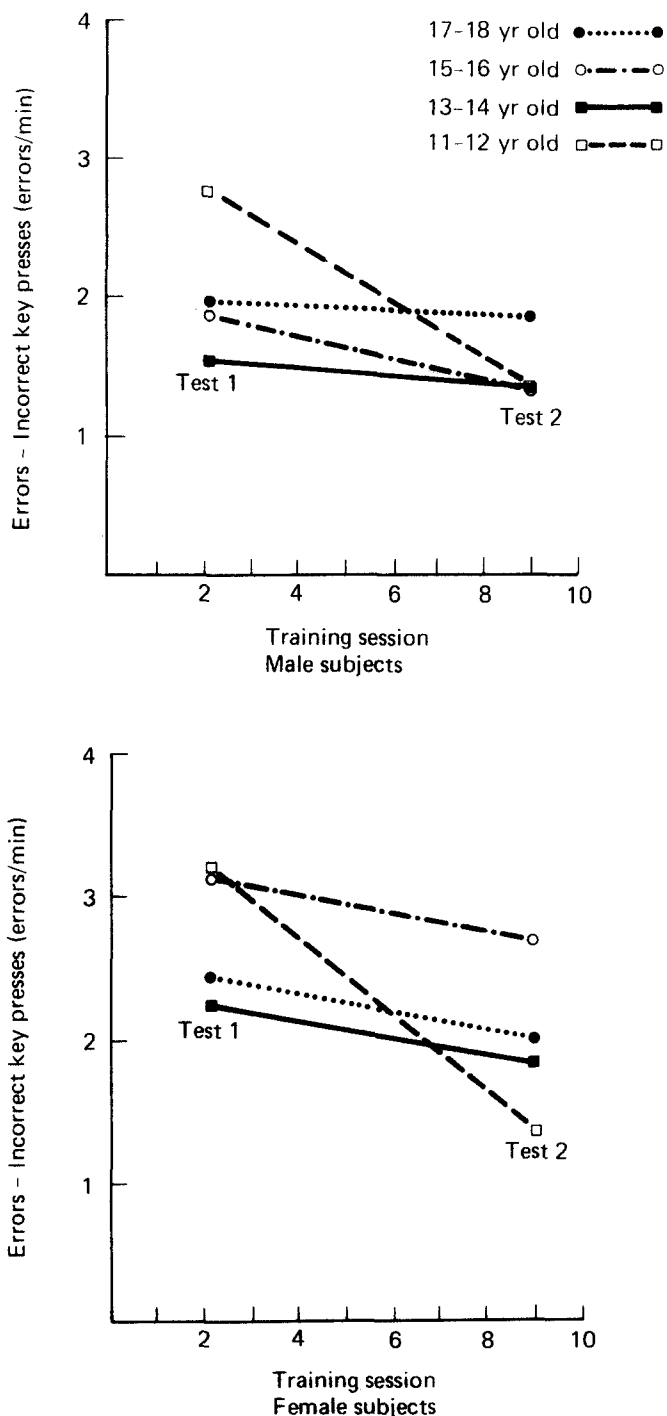 4
17-18 yr old
15-16 yr old
13-14 yr old
11-12 yr old
3
Errors - Incorrect key presses (errors/min)
2
Test 1
Test 2
1
0
2 4 6 8 10
Training session
Male subjects
4
3
Errors - Incorrect key presses (errors/min)
2
Test 1
Test 2
1
0
2 4 6 8 10
Training session
Female subjects